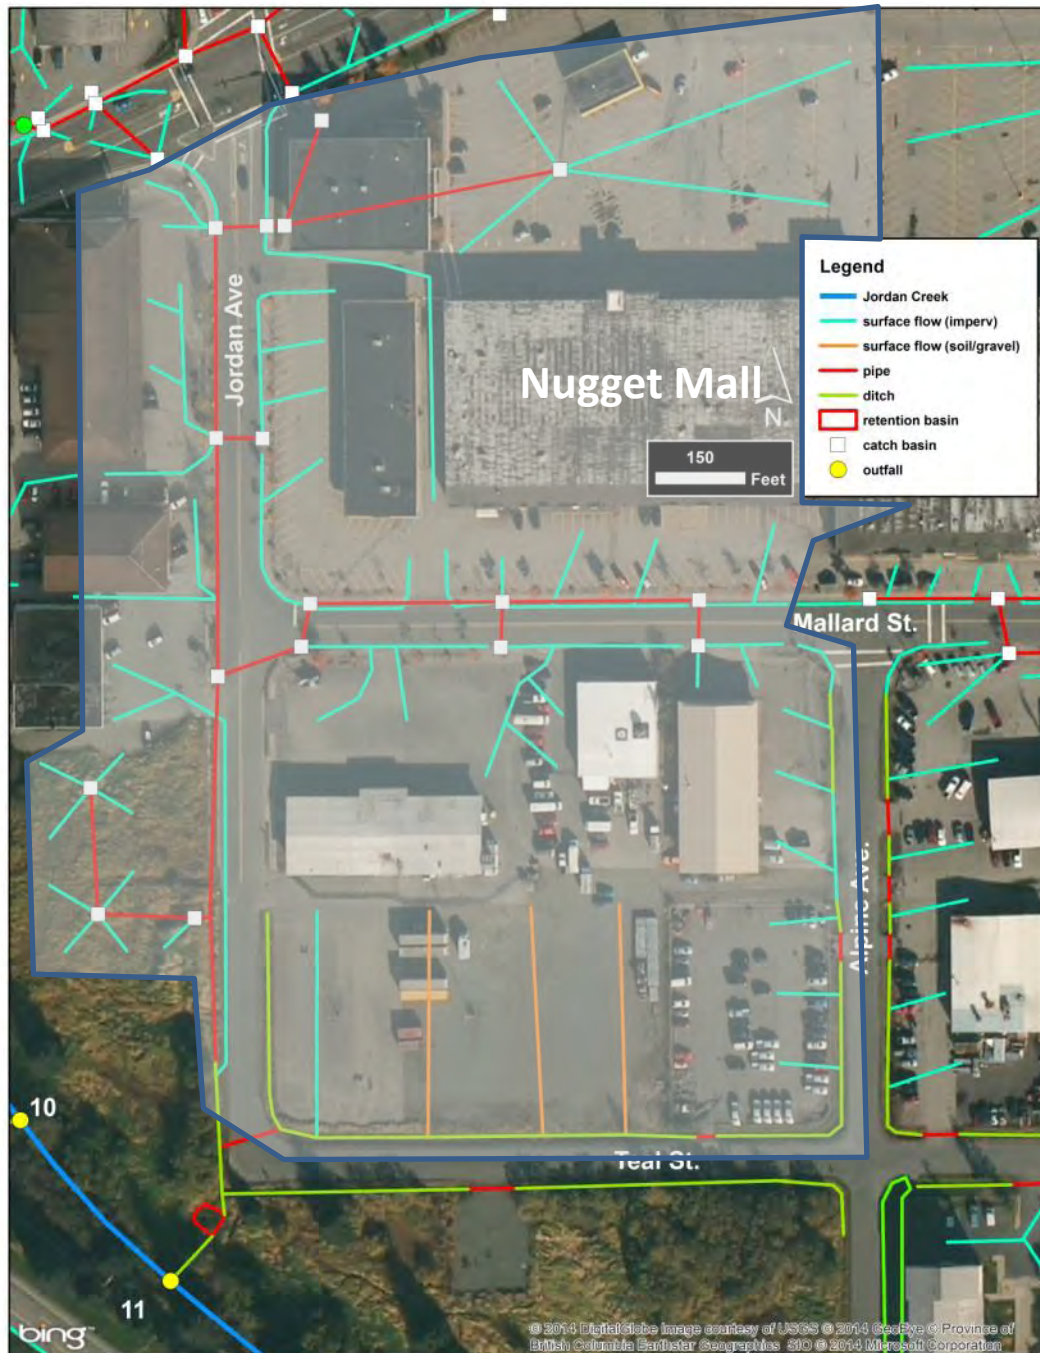 Jordan Ave
Legend
Jordan Creek
surface flow (imperv)
surface flow (soil/gravel)
pipe
ditch
retention basin
catch basin
outfall
Nugget Mall
N
150
Feet
Mallard St.
Alpine Ave.
10
Teal St.
11
bing™
© 2014 DigitalGlobe Image courtesy of USGS © 2014 GeoEye © Province of
British Columbia Earthstar Geographics SIO © 2014 Microsoft Corporation